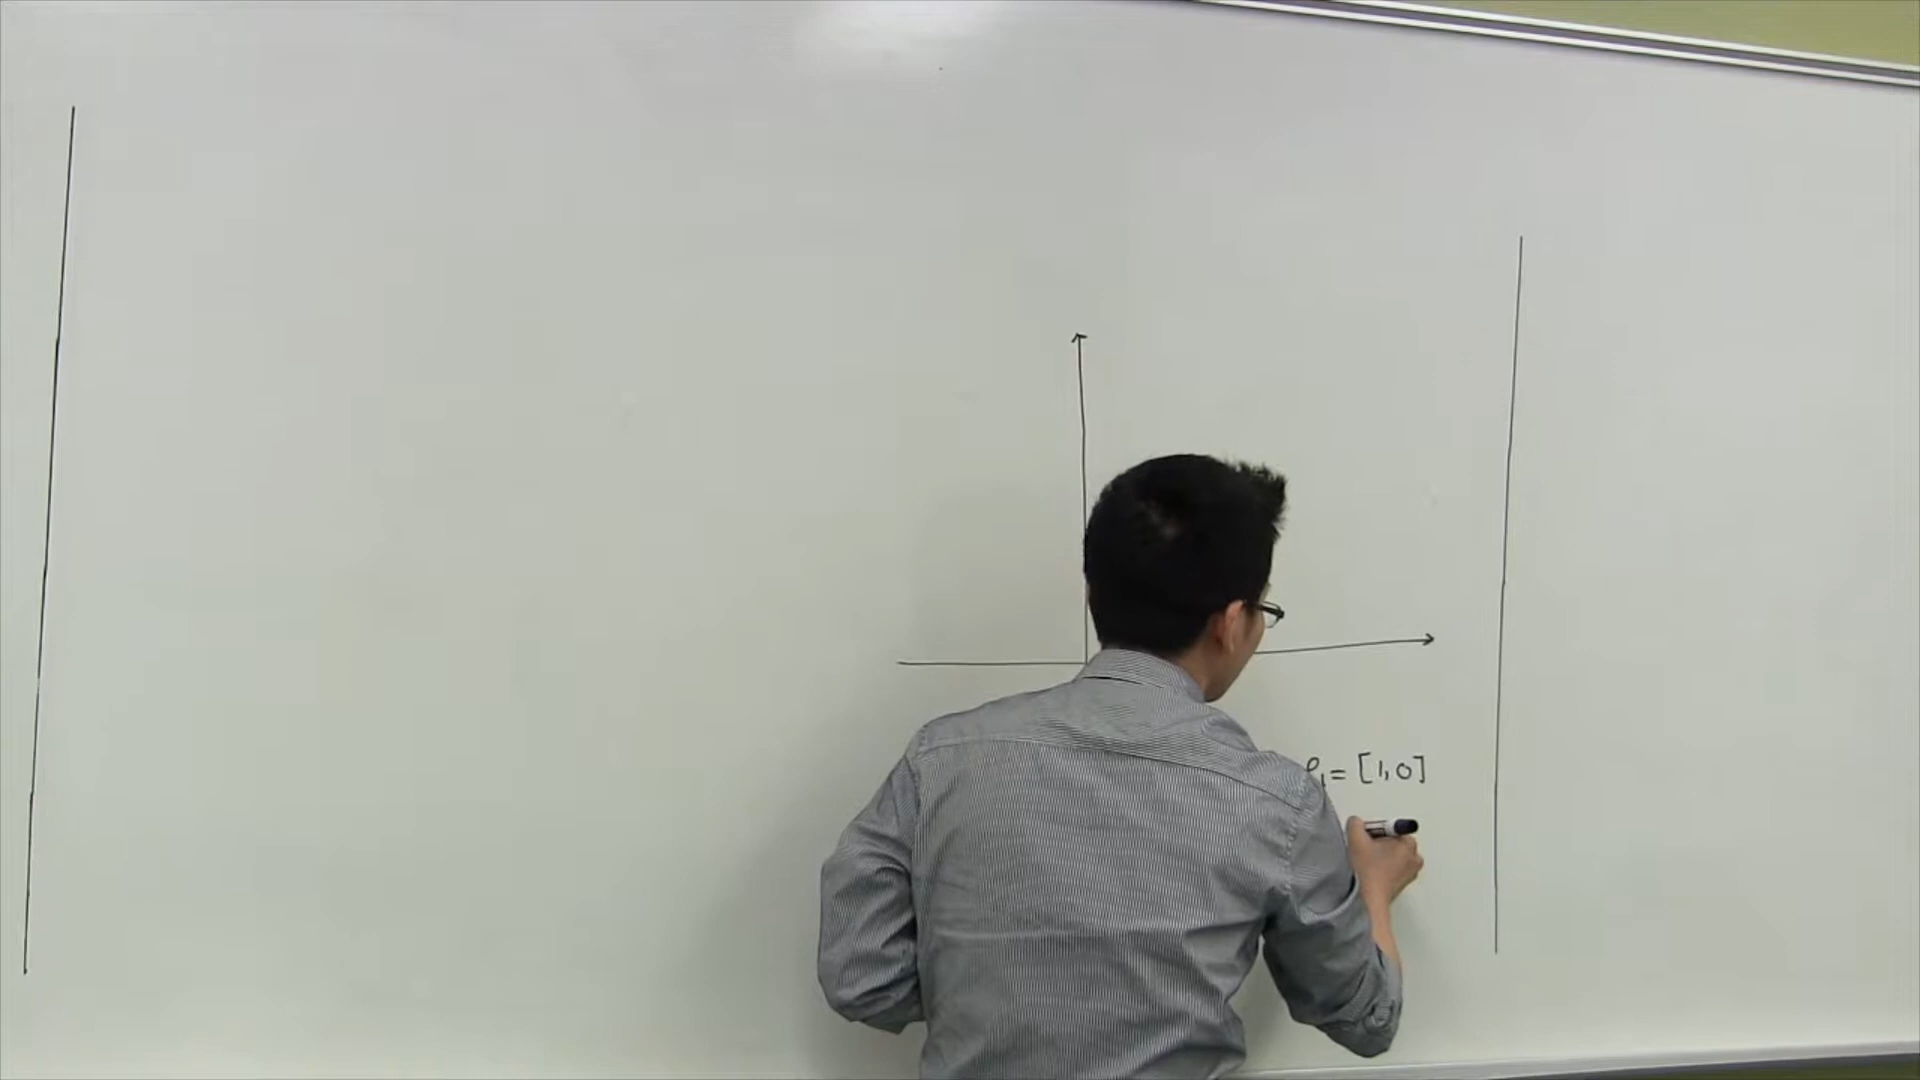 e₁ = [1,0]